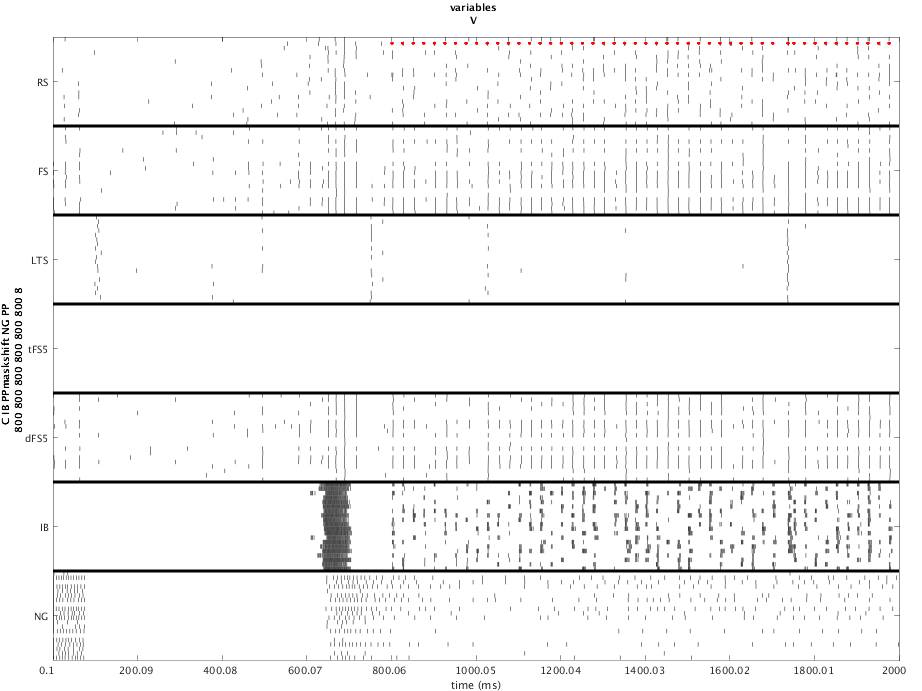 variables
V
RS
FS
LTS
tFS5
dFS5
IB
NG
C IB PPmaskshift NG PP
800 800 800 800 800 800 8
0.1 200.09 400.08 600.07 800.06 1000.05 1200.04 1400.03 1600.02 1800.01 2000
time (ms)